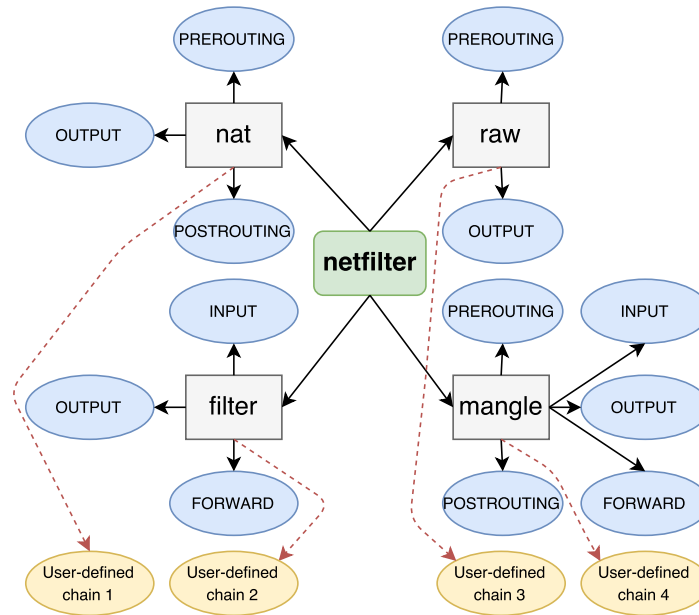 PREROUTING
PREROUTING
OUTPUT
nat
raw
POSTROUTING
OUTPUT
netfilter
INPUT
PREROUTING
INPUT
OUTPUT
filter
mangle
OUTPUT
FORWARD
POSTROUTING
FORWARD
User-defined
chain 1
User-defined
chain 2
User-defined
chain 3
User-defined
chain 4